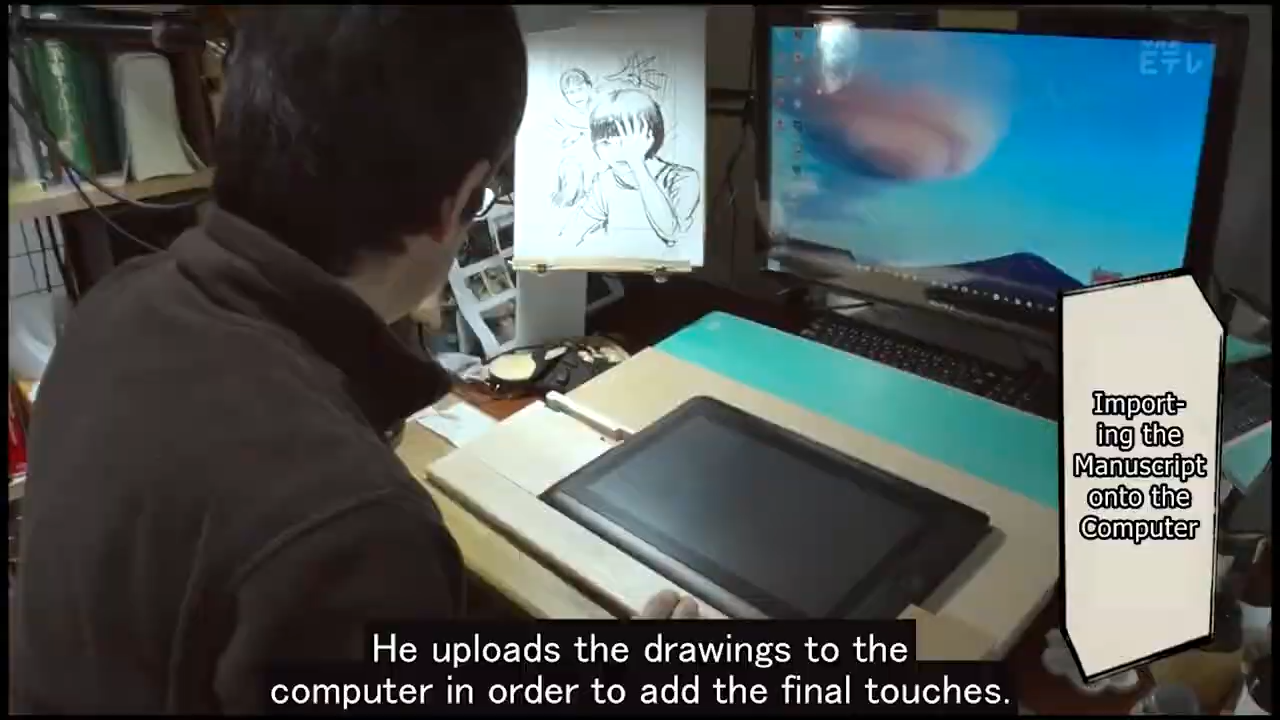 Eテレ
Import-
ing the
Manuscript
onto the
Computer
He uploads the drawings to the
computer in order to add the final touches.